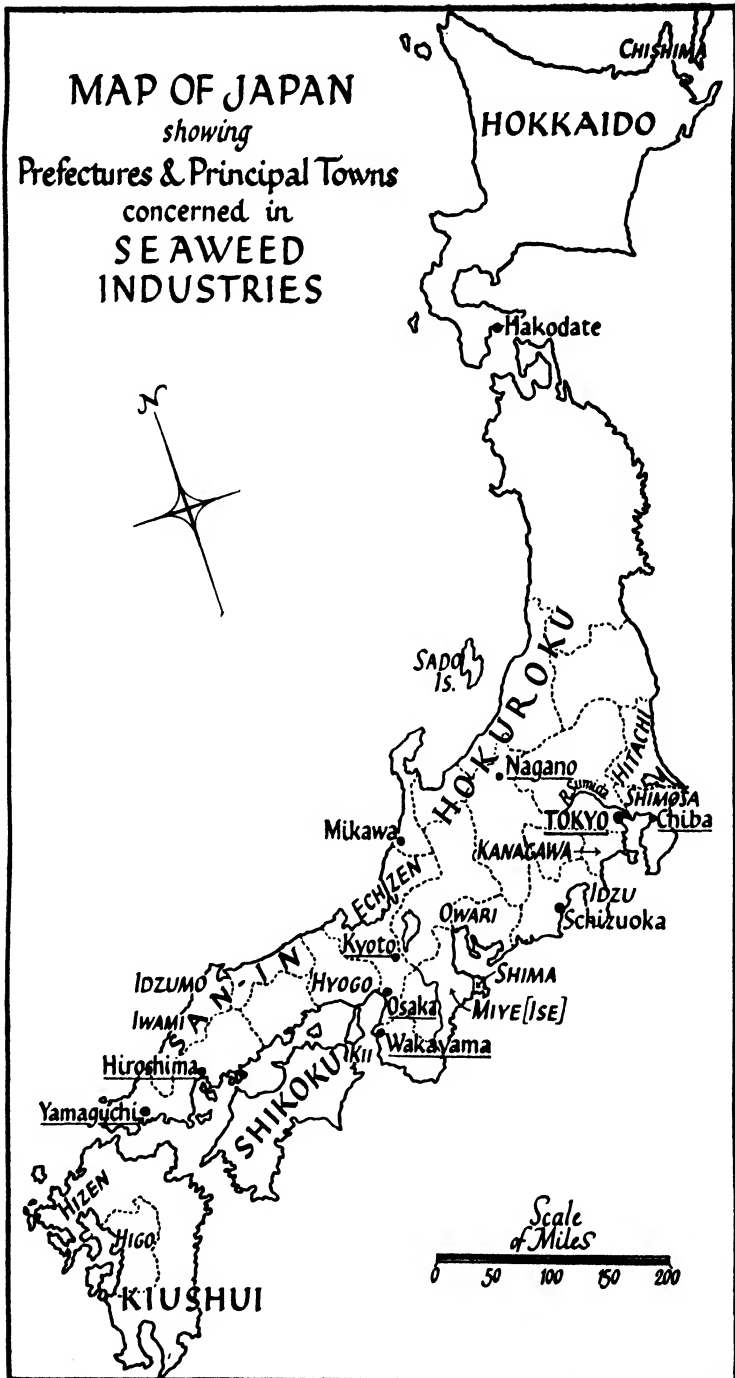 MAP OF JAPAN
showing
Prefectures & Principal Towns
concerned in
SEAWEED
INDUSTRIES
CHISHIMA
HOKKAIDO
Hakodate
N
SADO
IS.
HOKUROKU
HITACHI
Nagano
R. Sumida
SHIMOSA
TOKYO
Chiba
Mikawa
KANAGAWA
ECHIZEN
IDZU
OWARI
Schizuoka
Kyoto
SAN-IN
IDZUMO
HYOGO
SHIMA
Osaka
MIYE [ISE]
IWAMI
KII
Wakayama
Hiroshima
SHIKOKU
Yamaguchi
HIZEN
HIGO
KIUSHUI
Scale
of Miles
0 50 100 150 200